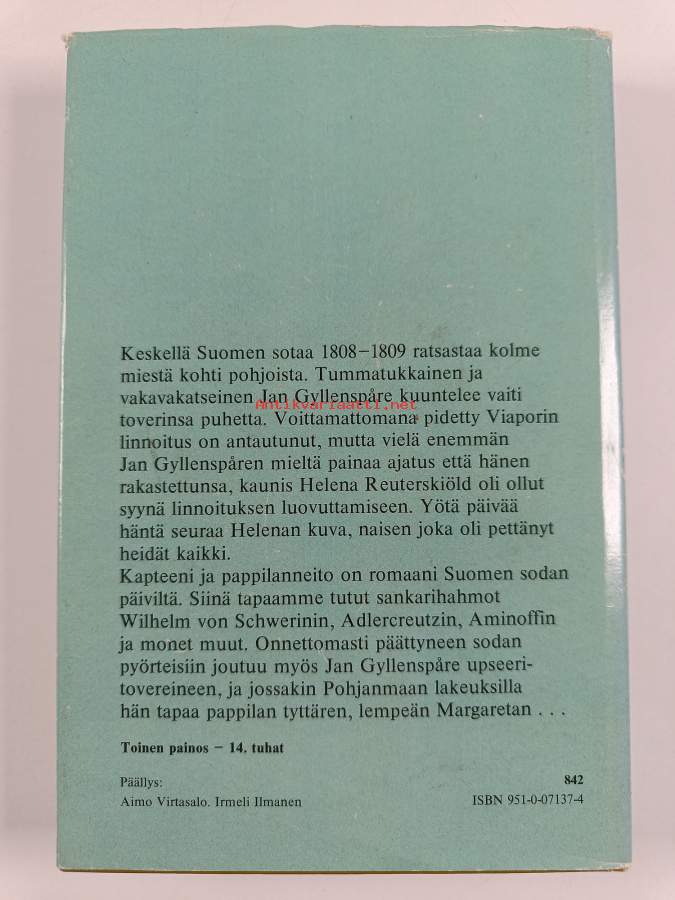 Keskellä Suomen sotaa 1808–1809 ratsastaa kolme
miestä kohti pohjoista. Tummatukkainen ja
vakavakatseinen Jan Gyllenspåre kuuntelee vaiti
Antikvariaatti.net
toverinsa puhetta. Voittamattomana pidetty Viaporin
linnoitus on antautunut, mutta vielä enemmän
Jan Gyllenspåren mieltä painaa ajatus että hänen
rakastettunsa, kaunis Helena Reuterskiöld oli ollut
syynä linnoituksen luovuttamiseen. Yötä päivää
häntä seuraa Helenan kuva, naisen joka oli pettänyt
heidät kaikki.
Kapteeni ja pappilanneito on romaani Suomen sodan
päiviltä. Siinä tapaamme tutut sankarihahmot
Wilhelm von Schwerinin, Adlercreutzin, Aminoffin
ja monet muut. Onnettomasti päättyneen sodan
pyörteisiin joutuu myös Jan Gyllenspåre upseeri-
tovereineen, ja jossakin Pohjanmaan lakeuksilla
hän tapaa pappilan tyttären, lempeän Margaretan . . .
Toinen painos – 14. tuhat
Päällys:
842
Aimo Virtasalo. Irmeli Ilmanen
ISBN 951-0-07137-4